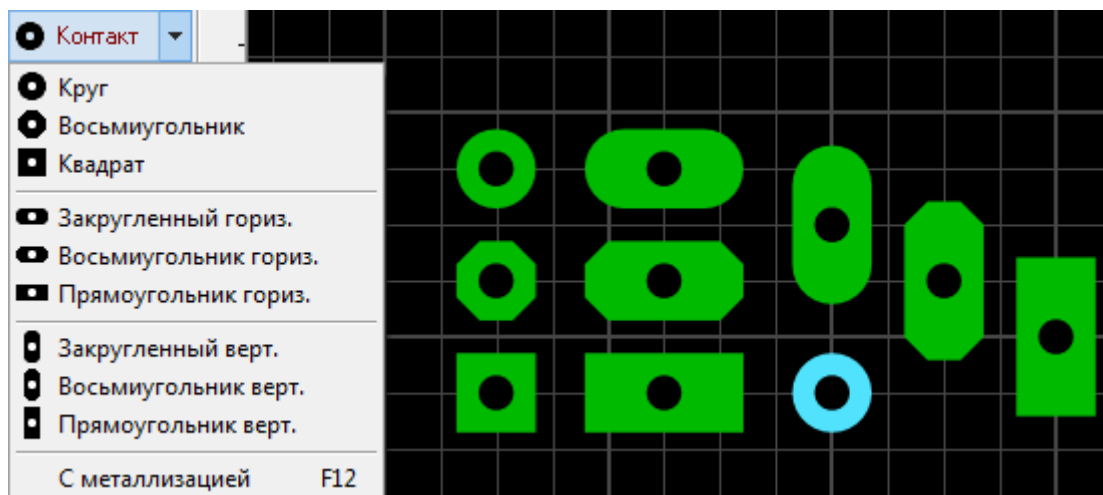 Контакт
Круг
Восьмиугольник
Квадрат
Закругленный гориз.
Восьмиугольник гориз.
Прямоугольник гориз.
Закругленный верт.
Восьмиугольник верт.
Прямоугольник верт.
С металлизацией F12